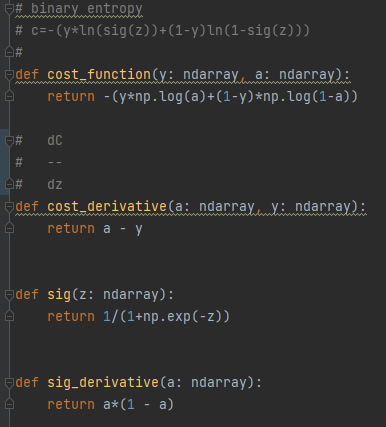 # binary entropy
# c=-(y*ln(sig(z))+(1-y)ln(1-sig(z)))
#
def cost_function(y: ndarray, a: ndarray):
    return -(y*np.log(a)+(1-y)*np.log(1-a))
#   dC
#   --
#   dz
def cost_derivative(a: ndarray, y: ndarray):
    return a - y
def sig(z: ndarray):
    return 1/(1+np.exp(-z))
def sig_derivative(a: ndarray):
    return a*(1 - a)